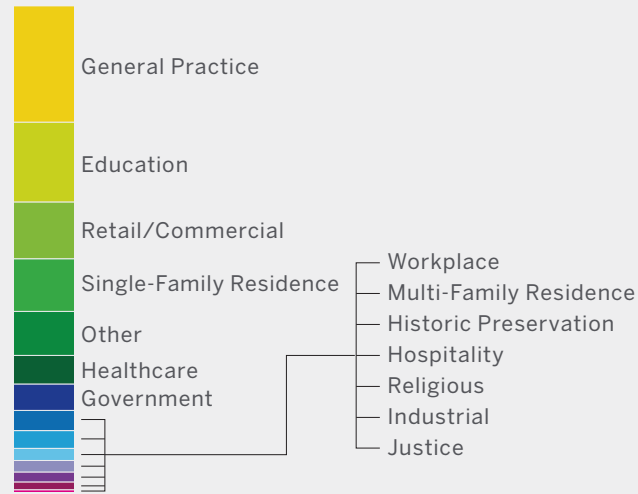 General Practice
Education
Retail/Commercial
Single-Family Residence
Other
Healthcare
Government
Workplace
Multi-Family Residence
Historic Preservation
Hospitality
Religious
Industrial
Justice